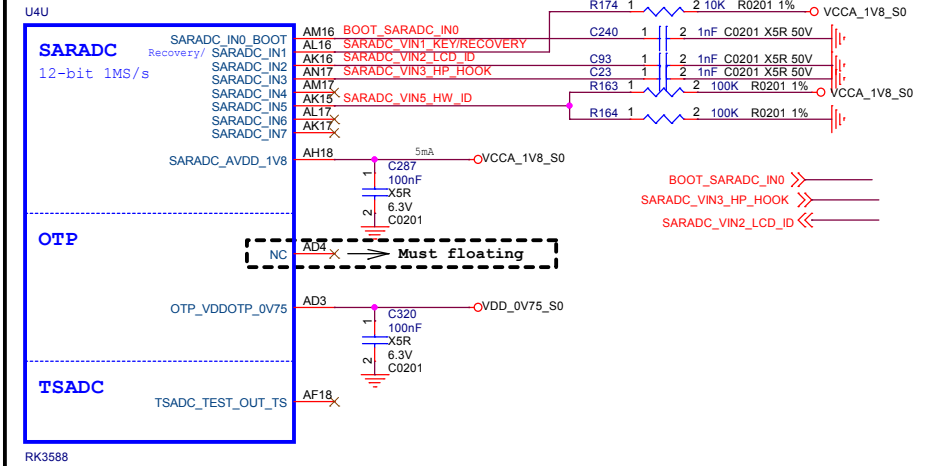 U4U
SARADC
12-bit 1MS/s
SARADC_IN0_BOOT
Recovery/ SARADC_IN1
SARADC_IN2
SARADC_IN3
SARADC_IN4
SARADC_IN5
SARADC_IN6
SARADC_IN7
SARADC_AVDD_1V8
AM16 BOOT_SARADC_IN0
AL16 SARADC_VIN1_KEY/RECOVERY
AK16 SARADC_VIN2_LCD_ID
AN17 SARADC_VIN3_HP_HOOK
AM17
AK15 SARADC_VIN5_HW_ID
AL17
AK17
AH18
5mA
VCCA_1V8_S0
R174 1 2 10K R0201 1%
VCCA_1V8_S0
C240 1 2 1nF C0201 X5R 50V
C93 1 2 1nF C0201 X5R 50V
C23 1 2 1nF C0201 X5R 50V
R163 1 2 100K R0201 1%
VCCA_1V8_S0
R164 1 2 100K R0201 1%
1
2
C287
100nF
X5R
6.3V
C0201
BOOT_SARADC_IN0
SARADC_VIN3_HP_HOOK
SARADC_VIN2_LCD_ID
OTP
NC
AD4
Must floating
OTP_VDDOTP_0V75
AD3
VDD_0V75_S0
1
2
C320
100nF
X5R
6.3V
C0201
TSADC
TSADC_TEST_OUT_TS
AF18
RK3588